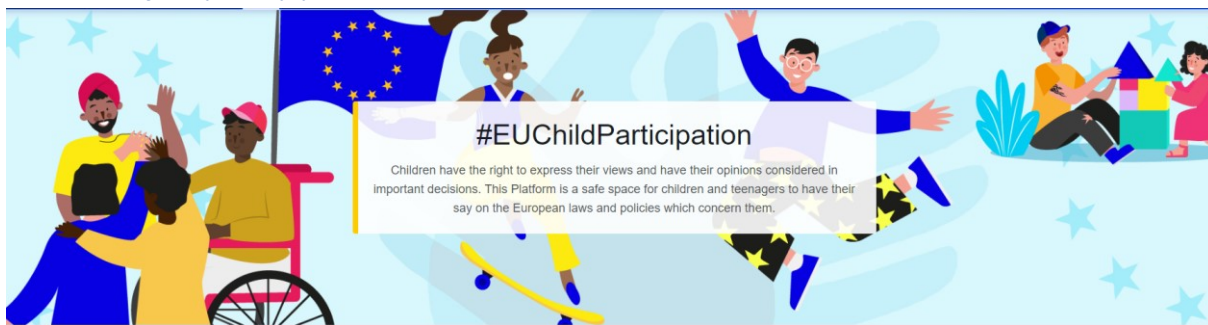 #EUChildParticipation
Children have the right to express their views and have their opinions considered in
important decisions. This Platform is a safe space for children and teenagers to have their
say on the European laws and policies which concern them.